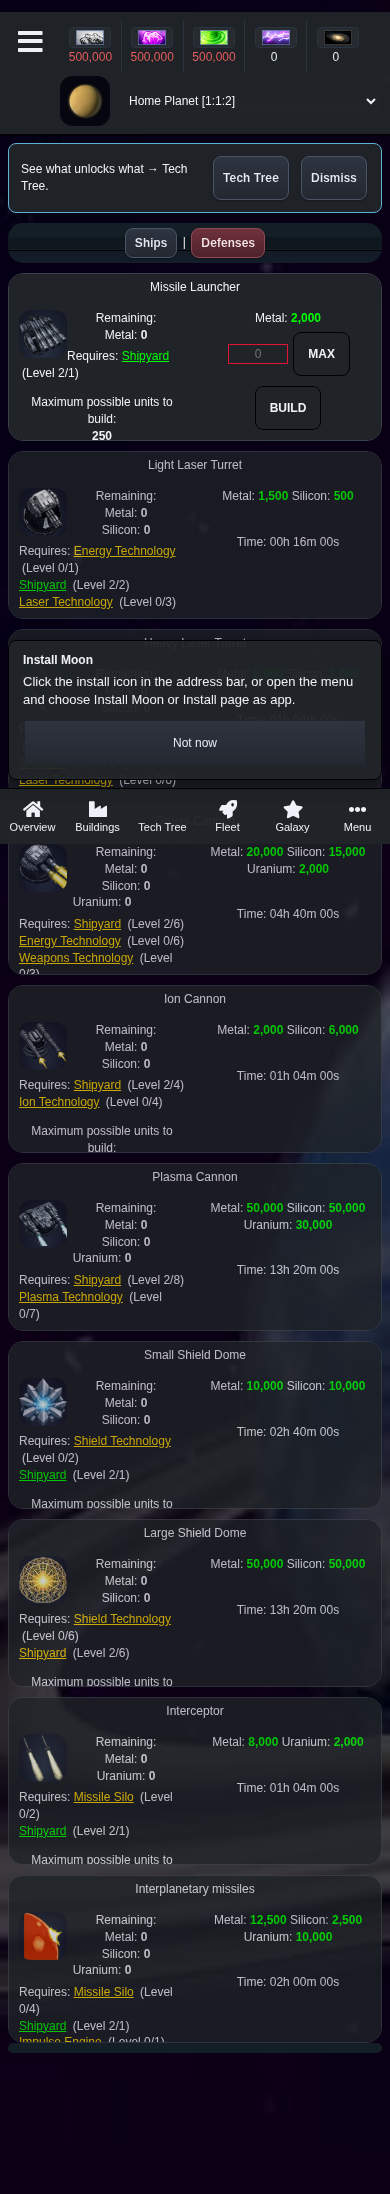 500,000 500,000 500,000 0 0
Home Planet [1:1:2]
See what unlocks what → Tech
Tree.
Tech Tree
Dismiss
Ships | Defenses
Missile Launcher
Remaining:
Metal: 0
Requires: Shipyard
(Level 2/1)
Maximum possible units to
build:
250
Metal: 2,000
0
MAX
BUILD
Light Laser Turret
Remaining:
Metal: 0
Silicon: 0
Requires: Energy Technology
(Level 0/1)
Shipyard (Level 2/2)
Laser Technology (Level 0/3)
Metal: 1,500 Silicon: 500
Time: 00h 16m 00s
Heavy Laser Turret
Install Moon
Click the install icon in the address bar, or open the menu
and choose Install Moon or Install page as app.
Not now
Laser Technology (Level 0/6)
Overview
Buildings
Tech Tree
Fleet
Galaxy
Menu
Remaining:
Metal: 0
Silicon: 0
Uranium: 0
Requires: Shipyard (Level 2/6)
Energy Technology (Level 0/6)
Weapons Technology (Level
0/3)
Metal: 20,000 Silicon: 15,000
Uranium: 2,000
Time: 04h 40m 00s
Ion Cannon
Remaining:
Metal: 0
Silicon: 0
Requires: Shipyard (Level 2/4)
Ion Technology (Level 0/4)
Maximum possible units to
build:
Metal: 2,000 Silicon: 6,000
Time: 01h 04m 00s
Plasma Cannon
Remaining:
Metal: 0
Silicon: 0
Uranium: 0
Requires: Shipyard (Level 2/8)
Plasma Technology (Level
0/7)
Metal: 50,000 Silicon: 50,000
Uranium: 30,000
Time: 13h 20m 00s
Small Shield Dome
Remaining:
Metal: 0
Silicon: 0
Requires: Shield Technology
(Level 0/2)
Shipyard (Level 2/1)
Maximum possible units to
Metal: 10,000 Silicon: 10,000
Time: 02h 40m 00s
Large Shield Dome
Remaining:
Metal: 0
Silicon: 0
Requires: Shield Technology
(Level 0/6)
Shipyard (Level 2/6)
Maximum possible units to
Metal: 50,000 Silicon: 50,000
Time: 13h 20m 00s
Interceptor
Remaining:
Metal: 0
Uranium: 0
Requires: Missile Silo (Level
0/2)
Shipyard (Level 2/1)
Maximum possible units to
Metal: 8,000 Uranium: 2,000
Time: 01h 04m 00s
Interplanetary missiles
Remaining:
Metal: 0
Silicon: 0
Uranium: 0
Requires: Missile Silo (Level
0/4)
Shipyard (Level 2/1)
Impulse Engine (Level 0/1)
Metal: 12,500 Silicon: 2,500
Uranium: 10,000
Time: 02h 00m 00s